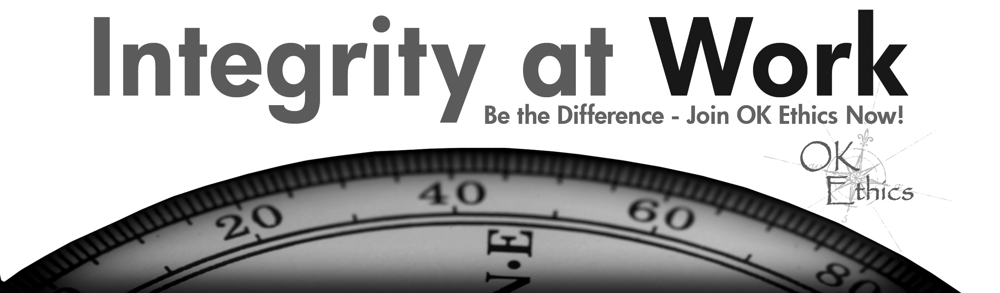 Integrity at Work
Be the Difference - Join OK Ethics Now!
OK
Ethics
W
E
S
20
40
60
80
N·E